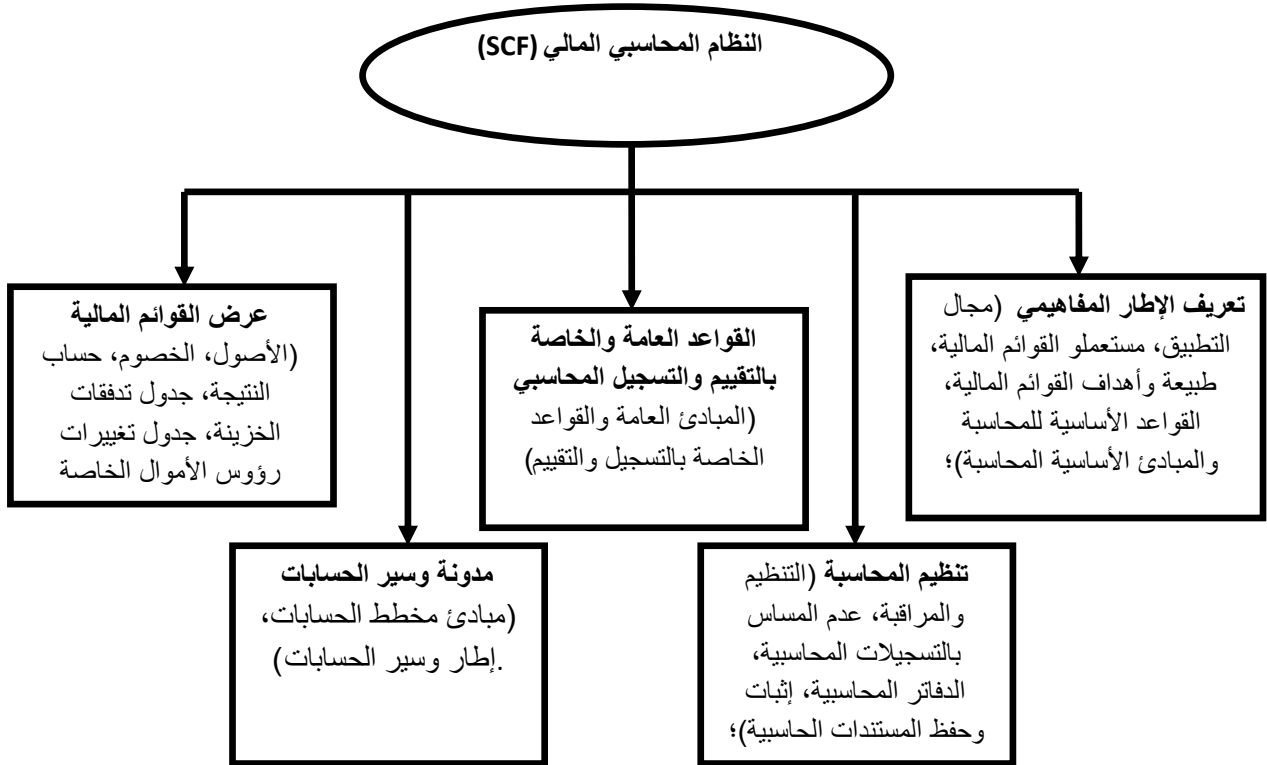 النظام المحاسبي المالي (SCF)
تعريف الإطار المفاهيمي (مجال
التطبيق، مستعملو القوائم المالية،
طبيعة وأهداف القوائم المالية،
القواعد الأساسية للمحاسبة
والمبادئ الأساسية المحاسبة)؛
القواعد العامة والخاصة
بالتقييم والتسجيل المحاسبي
(المبادئ العامة والقواعد
الخاصة بالتسجيل والتقييم)
عرض القوائم المالية
(الأصول، الخصوم، حساب
النتيجة، جدول تدفقات
الخزينة، جدول تغييرات
رؤوس الأموال الخاصة
تنظيم المحاسبة (التنظيم
والمراقبة، عدم المساس
بالتسجيلات المحاسبية،
الدفاتر المحاسبية، إثبات
وحفظ المستندات الحاسبية)؛
مدونة وسير الحسابات
(مبادئ مخطط الحسابات،
.إطار وسير الحسابات)